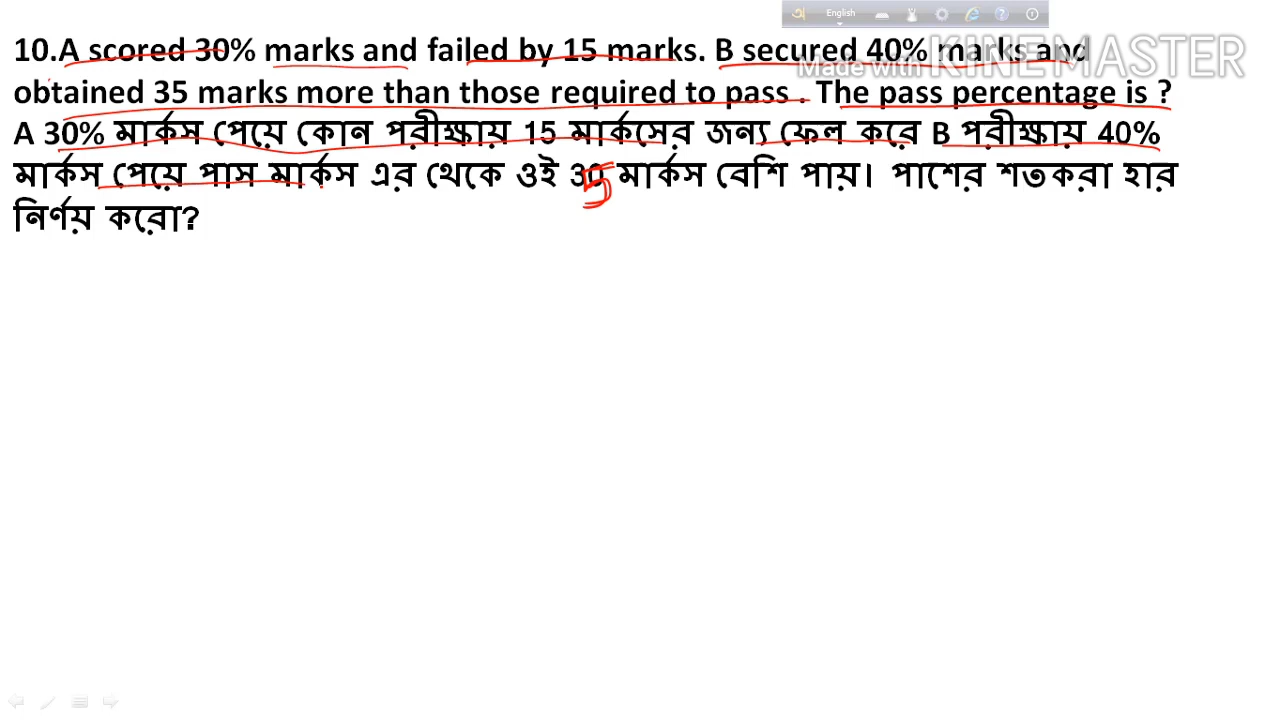 English
Made with KINEMASTER
10.A scored 30% marks and failed by 15 marks. B secured 40% marks and
obtained 35 marks more than those required to pass . The pass percentage is ?
A 30% মার্কস পেয়ে কোন পরীক্ষায় 15 মার্কসের জন্য ফেল করে B পরীক্ষায় 40%
মার্কস পেয়ে পাস মার্কস এর থেকে ওই 30 মার্কস বেশি পায়। পাশের শতকরা হার
5
নির্ণয় করো?